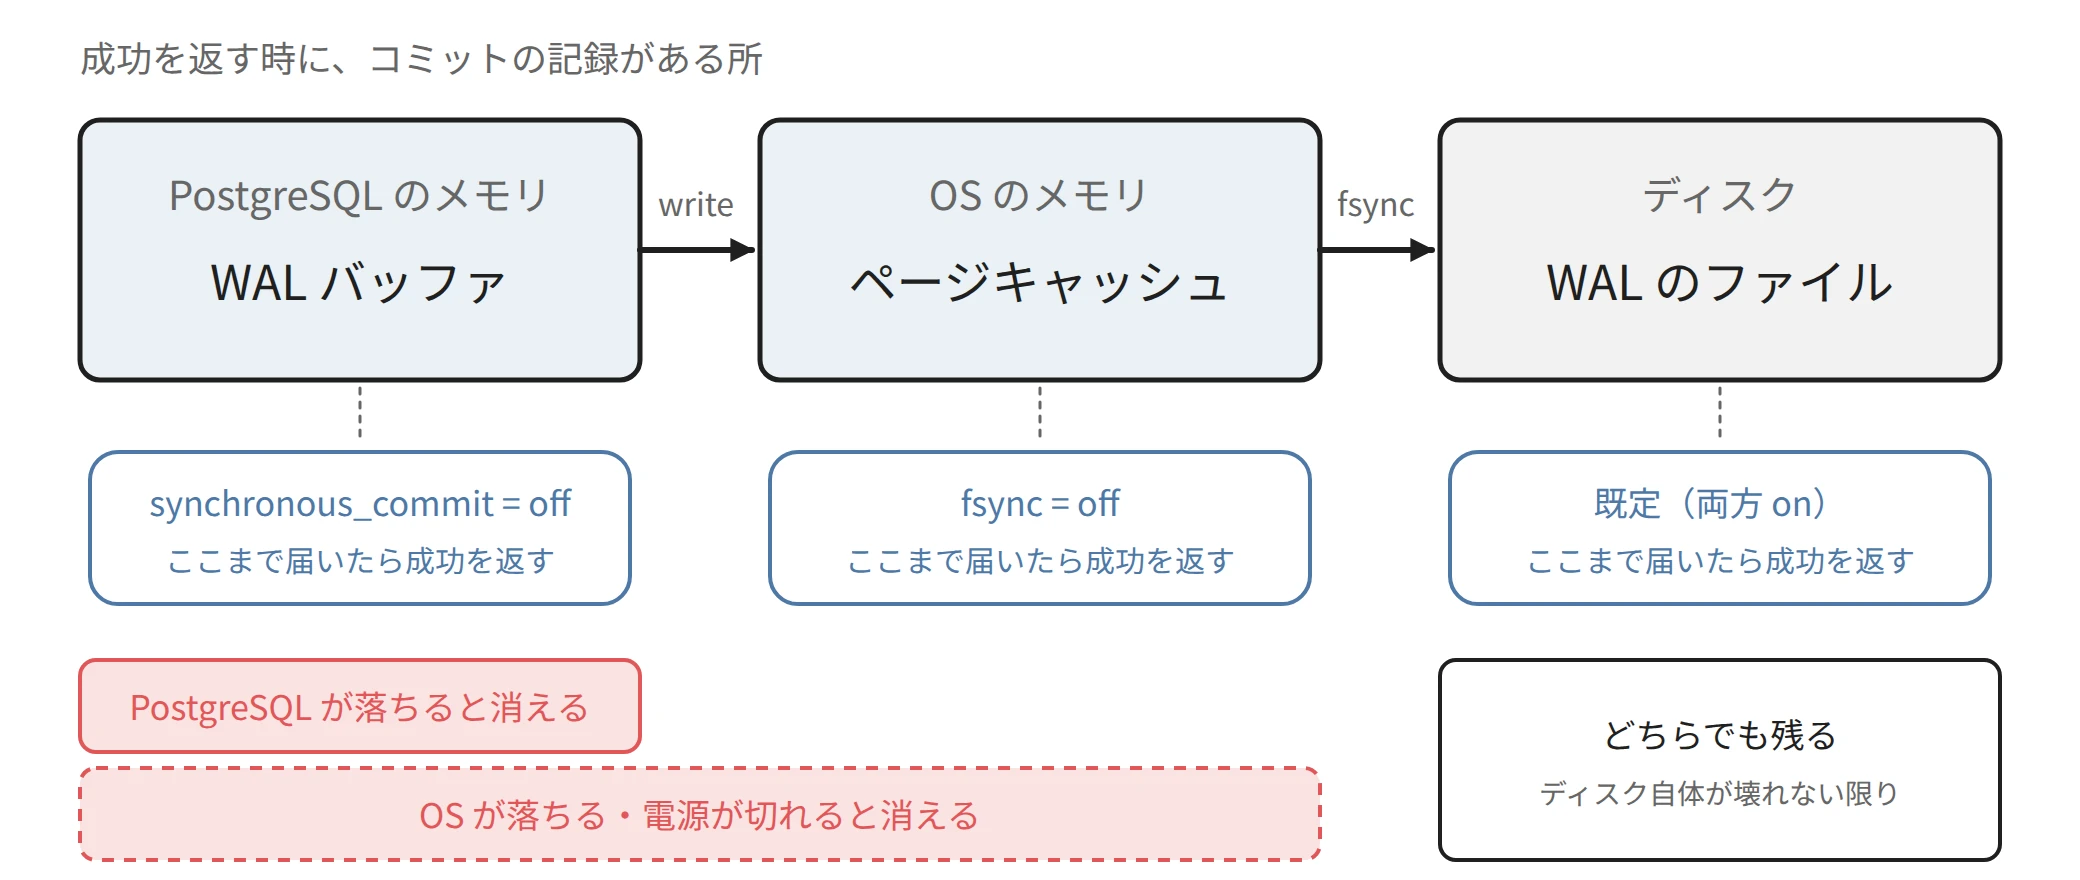 成功を返す時に、コミットの記録がある所
PostgreSQL のメモリ
WAL バッファ
write
OS のメモリ
ページキャッシュ
fsync
ディスク
WAL のファイル
synchronous_commit = off
ここまで届いたら成功を返す
fsync = off
ここまで届いたら成功を返す
既定（両方 on）
ここまで届いたら成功を返す
PostgreSQL が落ちると消える
OS が落ちる・電源が切れると消える
どちらでも残る
ディスク自体が壊れない限り